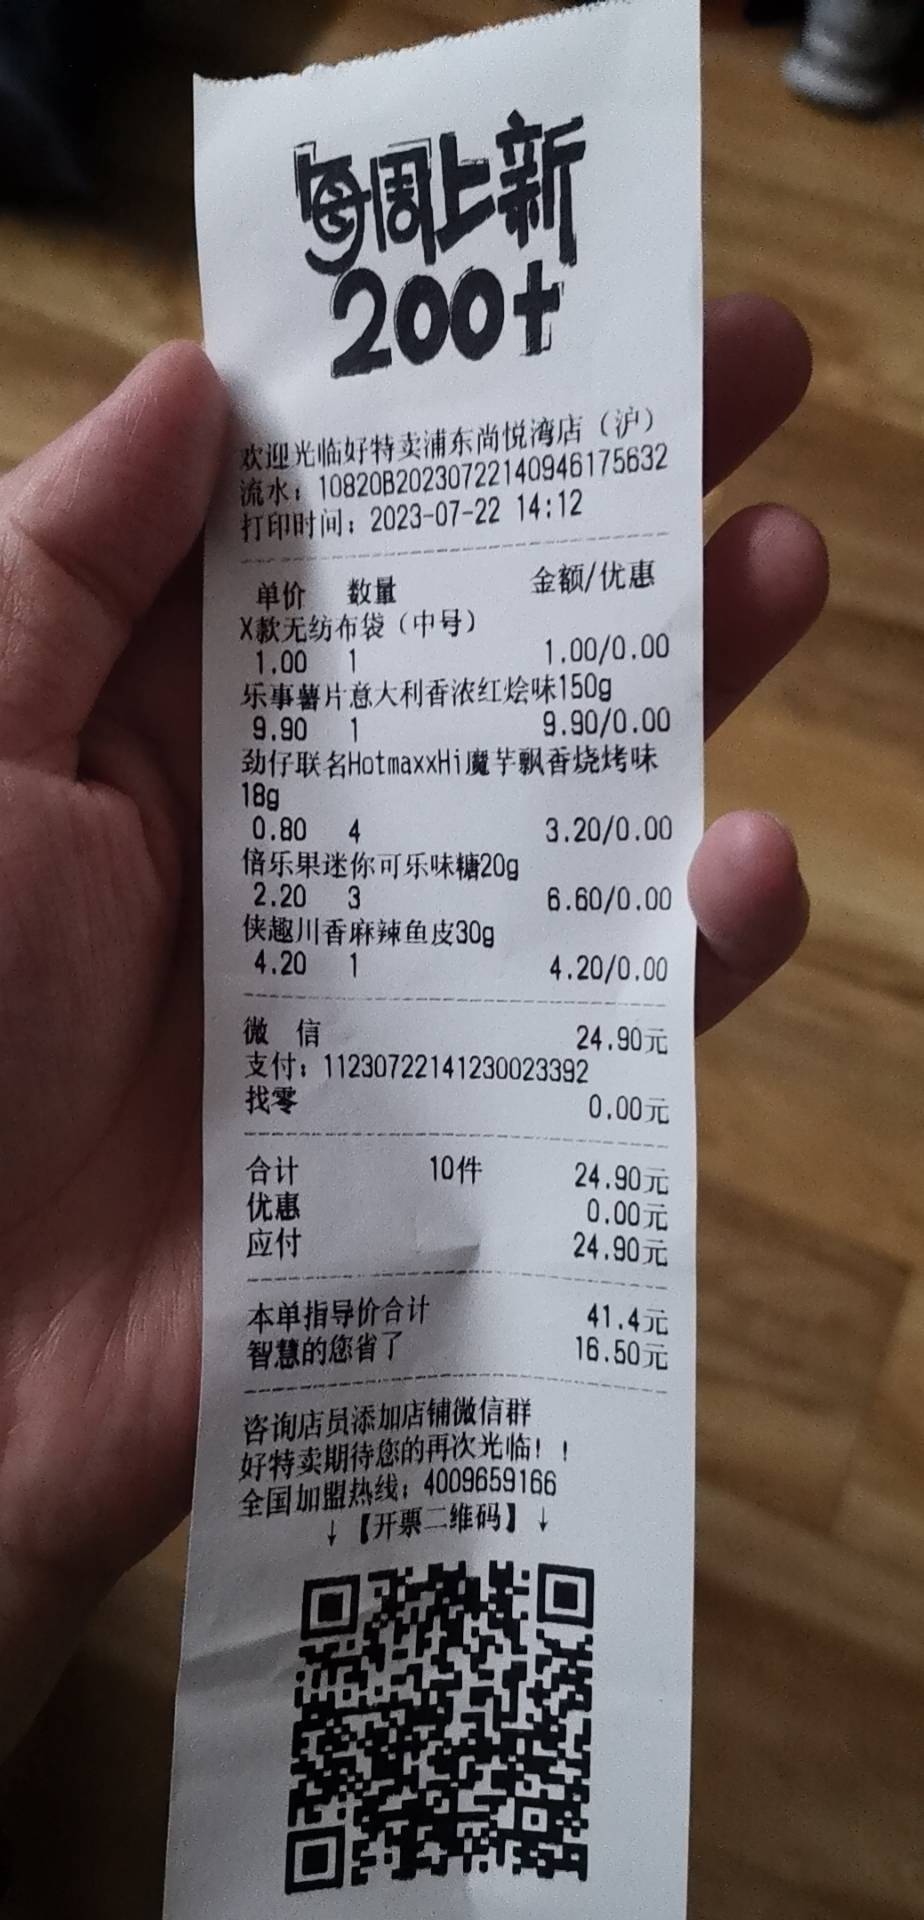 每周上新
200+
欢迎光临好特卖浦东尚悦湾店（沪）
流水：10820B20230722140946175632
打印时间：2023-07-22 14:12
单价 数量 金额/优惠
X款无纺布袋（中号）
1.00 1 1.00/0.00
乐事薯片意大利香浓红烩味150g
9.90 1 9.90/0.00
劲仔联名HotmaxxHi魔芋飘香烧烤味
18g
0.80 4 3.20/0.00
倍乐果迷你可乐味糖20g
2.20 3 6.60/0.00
侠趣川香麻辣鱼皮30g
4.20 1 4.20/0.00
微 信 24.90元
支付：11230722141230023392
找零 0.00元
合计 10件 24.90元
优惠 0.00元
应付 24.90元
本单指导价合计 41.4元
智慧的您省了 16.50元
咨询店员添加店铺微信群
好特卖期待您的再次光临！！
全国加盟热线：4009659166
↓【开票二维码】↓